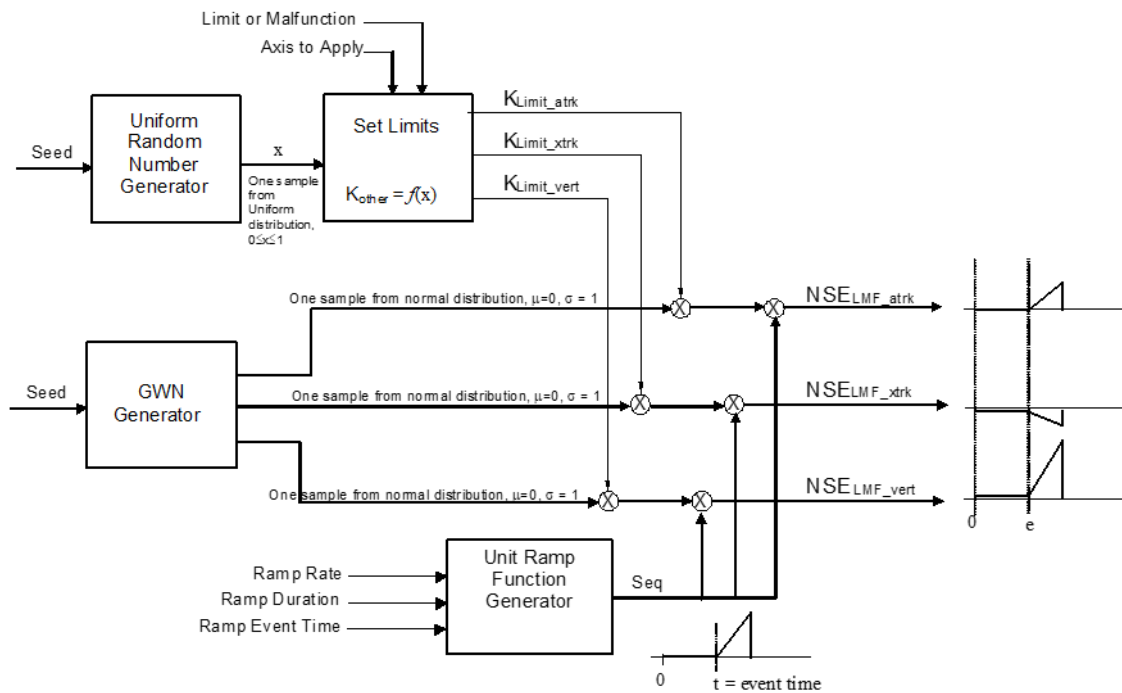 Limit or Malfunction
Axis to Apply
Seed
Uniform
Random
Number
Generator
x
One sample
from
Uniform
distribution,
0≤x≤1
Set Limits
Kother = f(x)
KLimit_atrk
KLimit_xtrk
KLimit_vert
One sample from normal distribution, μ=0, σ = 1
X
X
NSELMF_atrk
Seed
GWN
Generator
One sample from normal distribution, μ=0, σ = 1
X
X
NSELMF_xtrk
One sample from normal distribution, μ=0, σ = 1
X
X
NSELMF_vert
0
e
Ramp Rate
Ramp Duration
Ramp Event Time
Unit Ramp
Function
Generator
Seq
0
t = event time